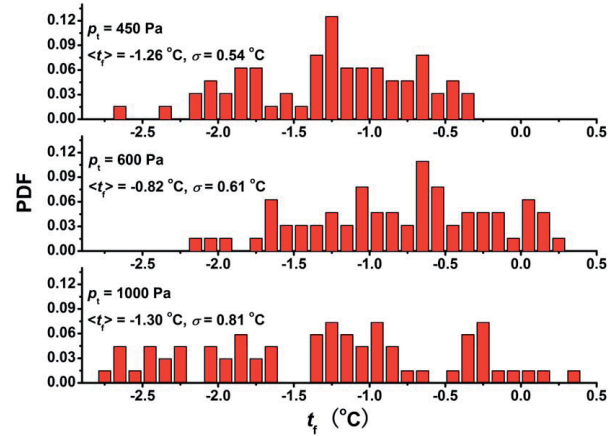 0.12
0.09
0.06
0.03
0.00
p_t = 450 Pa
<t_f> = -1.26 °C, σ = 0.54 °C
-2.5 -2.0 -1.5 -1.0 -0.5 0.0 0.5
PDF
0.12
0.09
0.06
0.03
0.00
p_t = 600 Pa
<t_f> = -0.82 °C, σ = 0.61 °C
-2.5 -2.0 -1.5 -1.0 -0.5 0.0 0.5
0.12
0.09
0.06
0.03
0.00
p_t = 1000 Pa
<t_f> = -1.30 °C, σ = 0.81 °C
-2.5 -2.0 -1.5 -1.0 -0.5 0.0 0.5
t_f (°C)